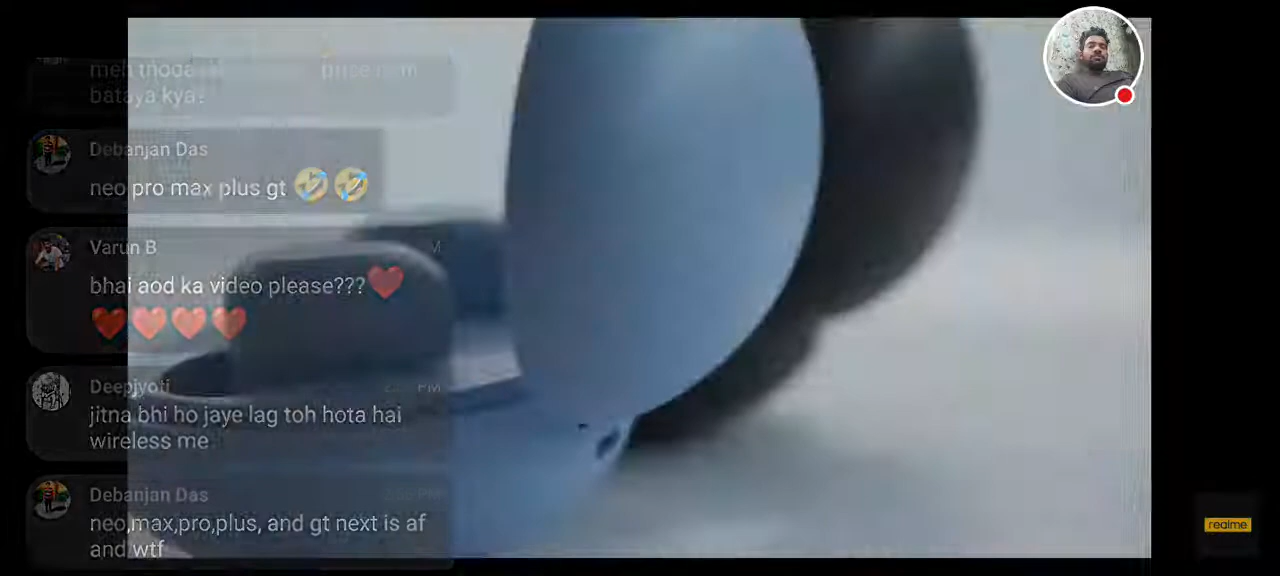 meh thoda
bataya kya?
Debanjan Das
neo pro max plus gt 🤣🤣
Varun B
bhai aod ka video please???❤️
❤️❤️❤️❤️
Deepjyoti
jitna bhi ho jaye lag toh hota hai
wireless me
Debanjan Das
neo,max,pro,plus, and gt next is af
and wtf
realme